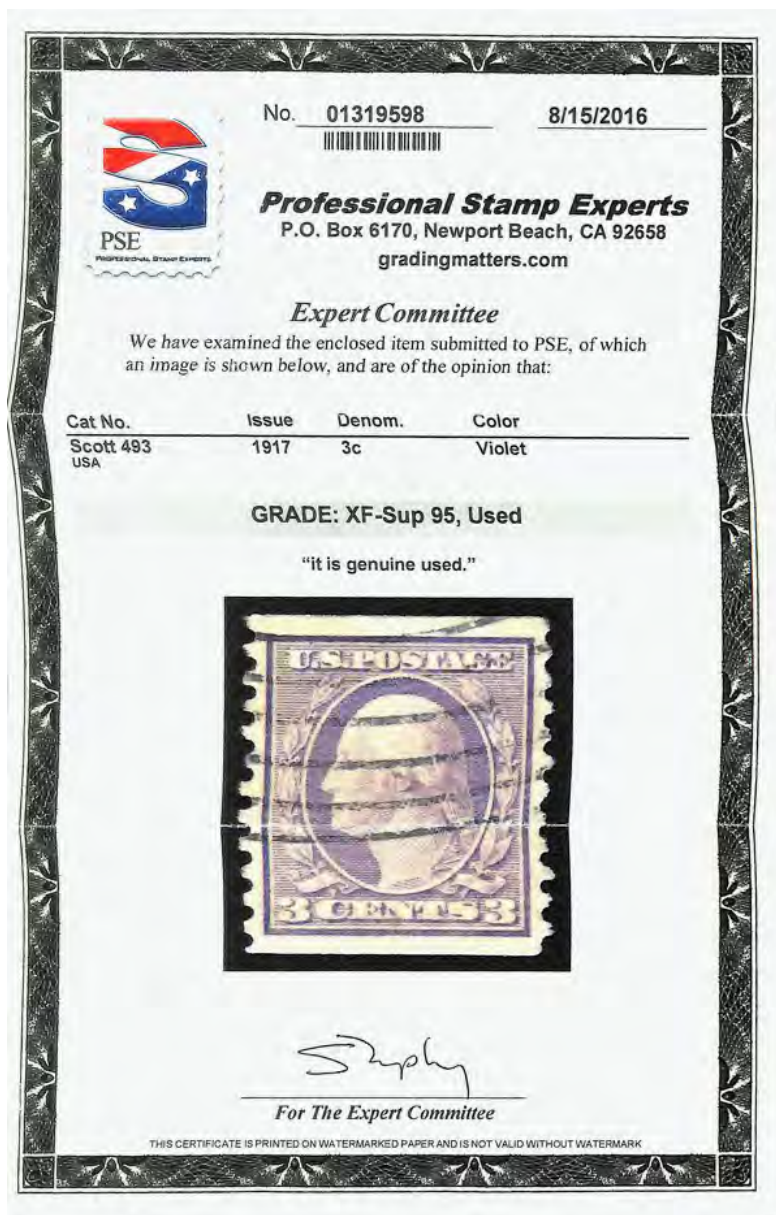 No. 01319598 8/15/2016
PSE
PROFESSIONAL STAMP EXPERTS
Professional Stamp Experts
P.O. Box 6170, Newport Beach, CA 92658
gradingmatters.com
Expert Committee
We have examined the enclosed item submitted to PSE, of which
an image is shown below, and are of the opinion that:
Cat No. Issue Denom. Color
Scott 493 1917 3c Violet
USA
GRADE: XF-Sup 95, Used
“it is genuine used.”
U.S. POSTAGE
3 CENTS 3
For The Expert Committee
THIS CERTIFICATE IS PRINTED ON WATERMARKED PAPER AND IS NOT VALID WITHOUT WATERMARK